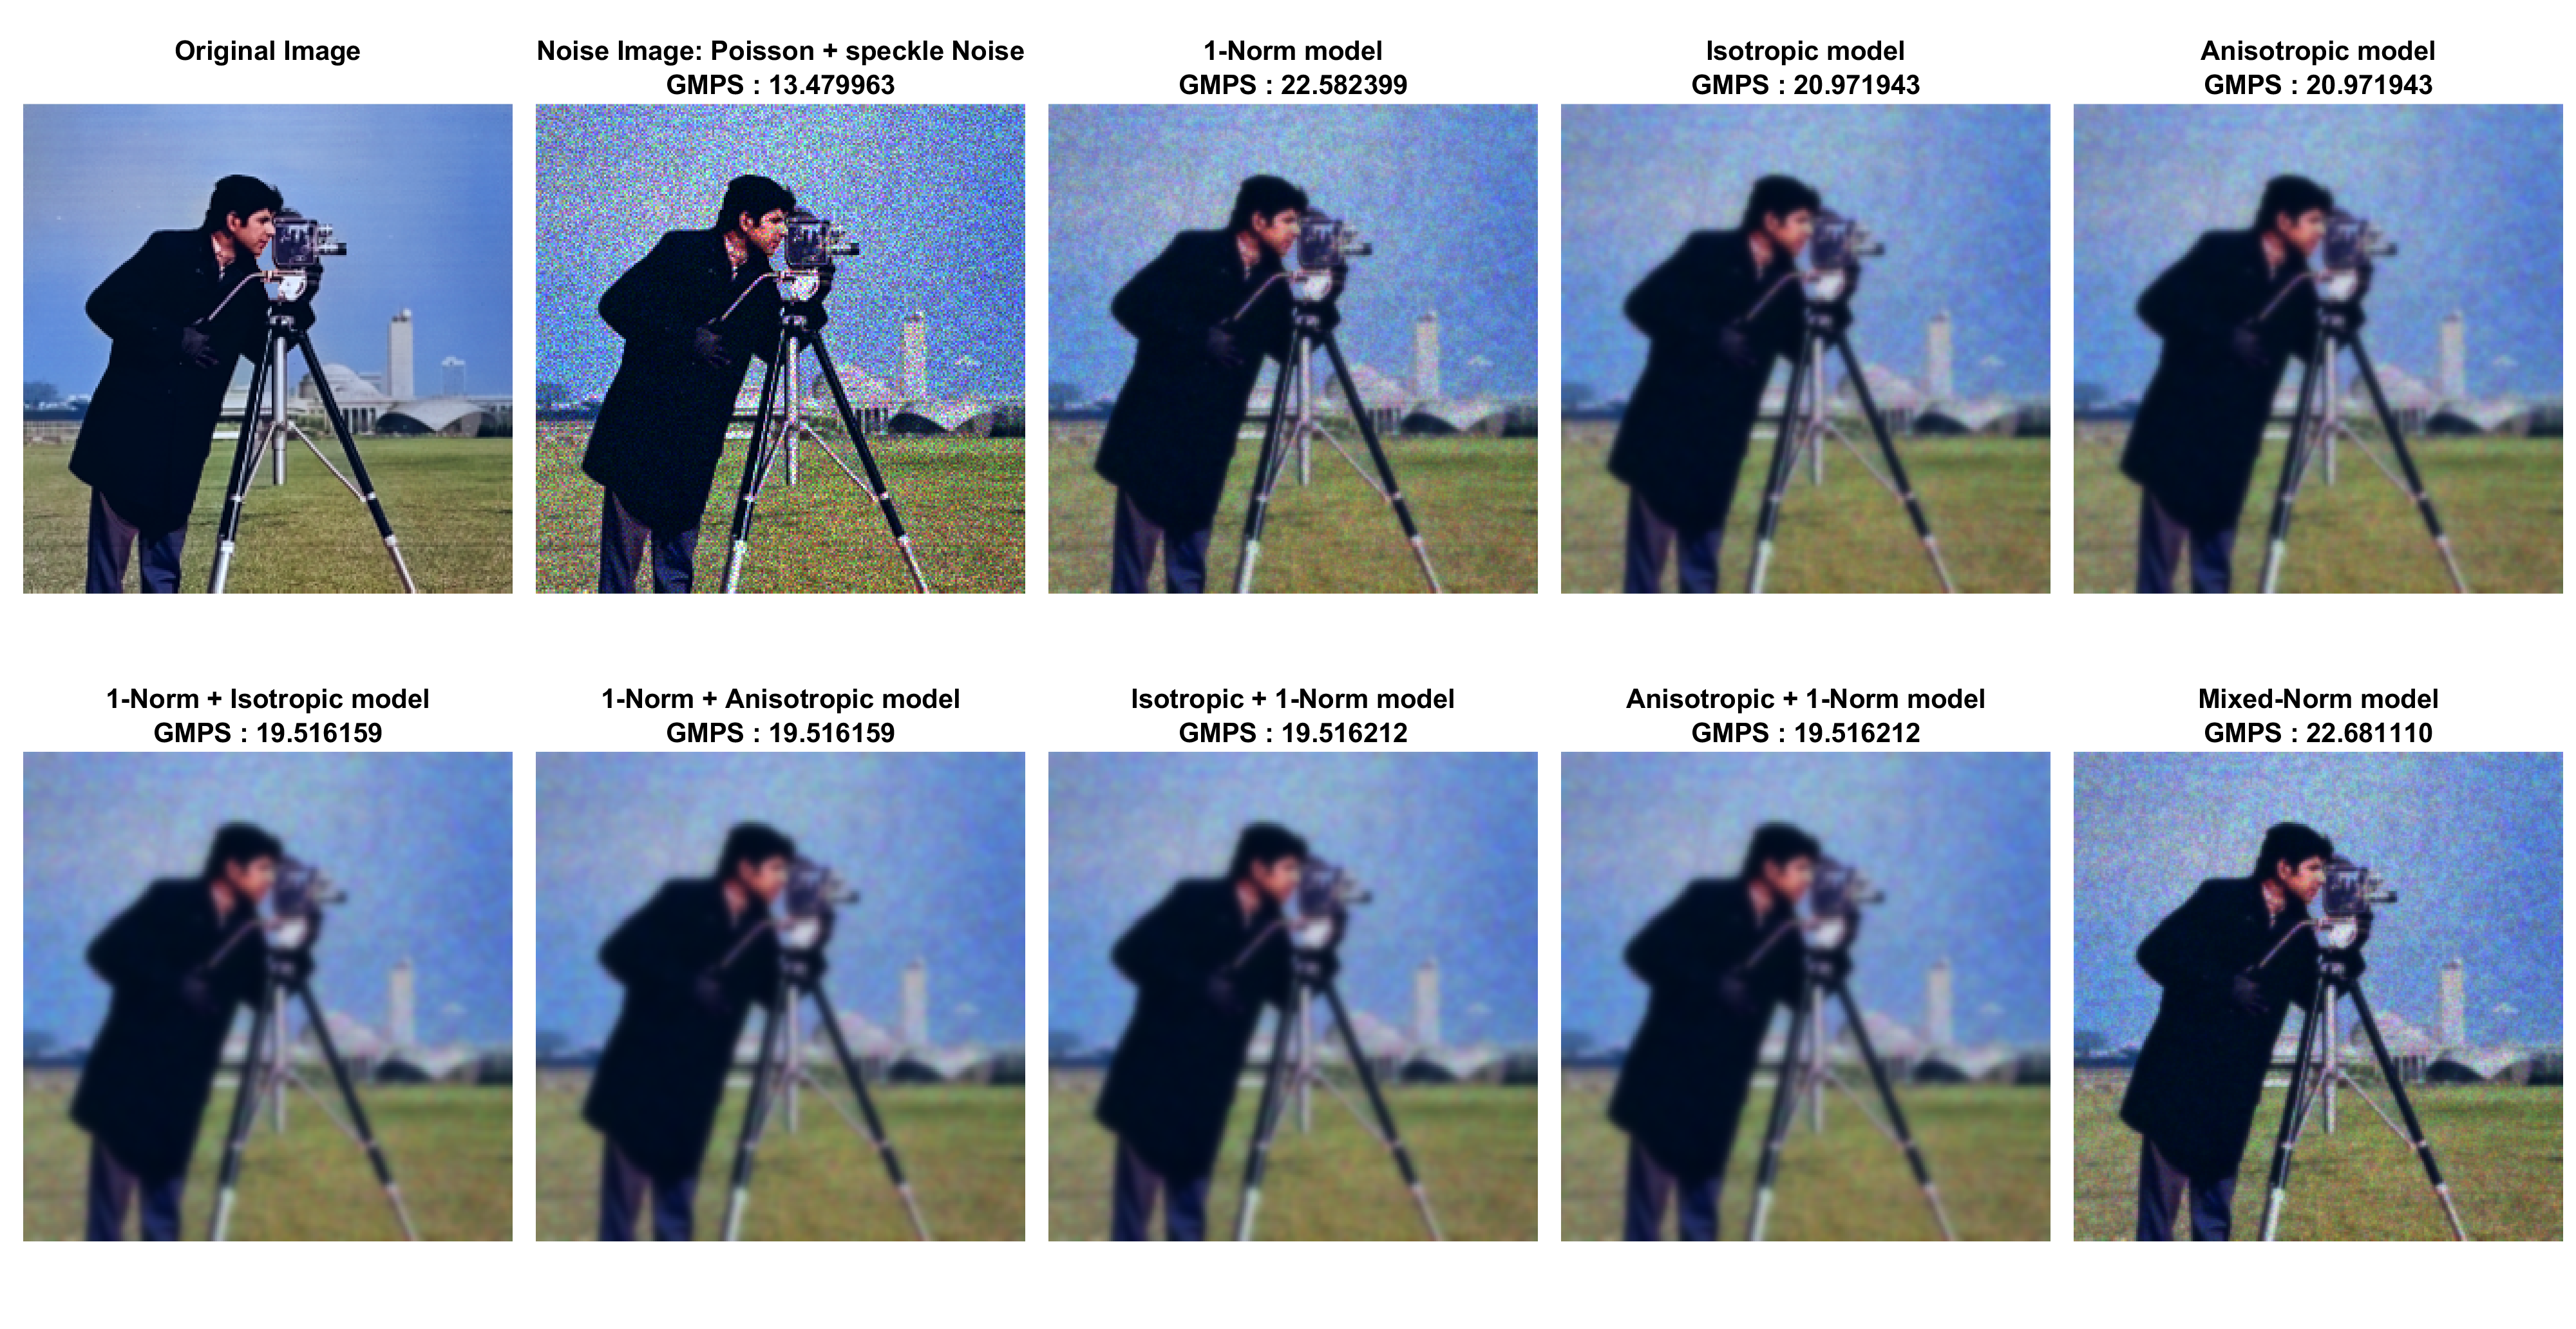 Original Image
Noise Image: Poisson + speckle Noise
GMPS : 13.479963
1-Norm model
GMPS : 22.582399
Isotropic model
GMPS : 20.971943
Anisotropic model
GMPS : 20.971943
1-Norm + Isotropic model
GMPS : 19.516159
1-Norm + Anisotropic model
GMPS : 19.516159
Isotropic + 1-Norm model
GMPS : 19.516212
Anisotropic + 1-Norm model
GMPS : 19.516212
Mixed-Norm model
GMPS : 22.681110